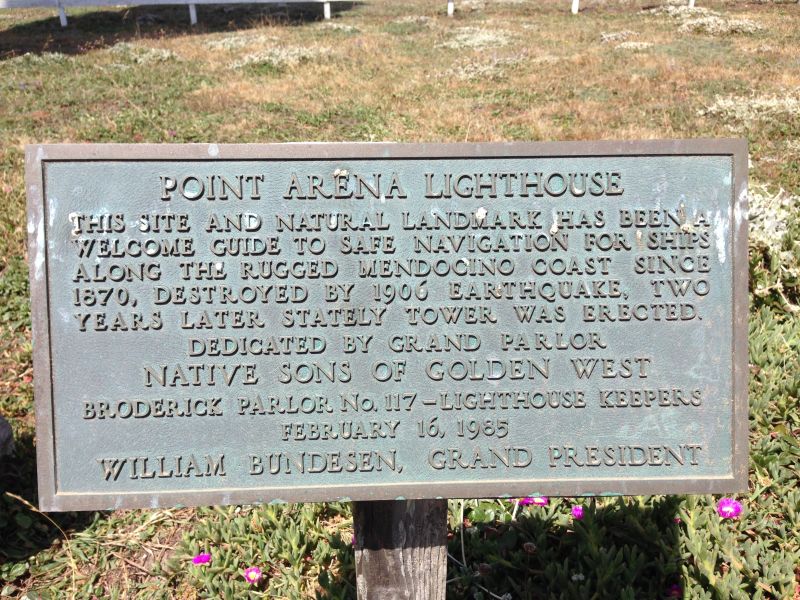 POINT ARENA LIGHTHOUSE
THIS SITE AND NATURAL LANDMARK HAS BEEN A
WELCOME GUIDE TO SAFE NAVIGATION FOR SHIPS
ALONG THE RUGGED MENDOCINO COAST SINCE
1870, DESTROYED BY 1906 EARTHQUAKE, TWO
YEARS LATER STATELY TOWER WAS ERECTED.
DEDICATED BY GRAND PARLOR
NATIVE SONS OF GOLDEN WEST
BRODERICK PARLOR No. 117 - LIGHTHOUSE KEEPERS
FEBRUARY 16, 1985
WILLIAM BUNDESEN, GRAND PRESIDENT